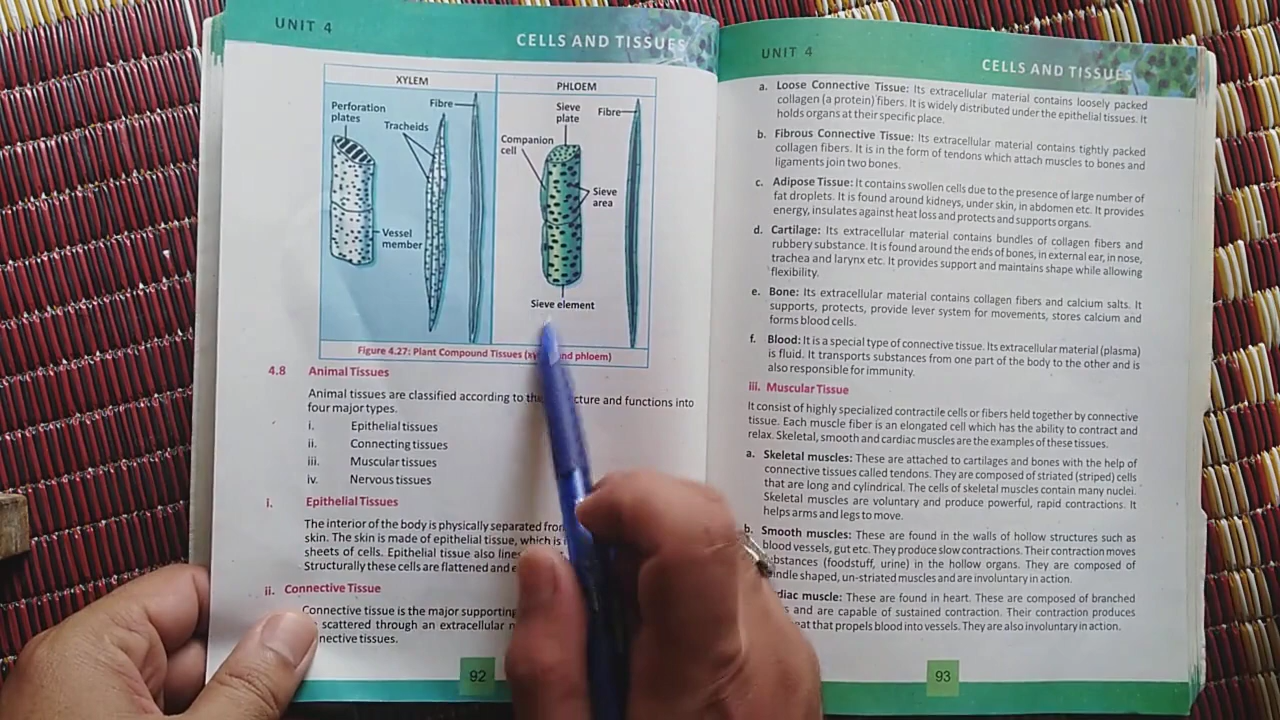 UNIT 4
CELLS AND TISSUES
XYLEM
PHLOEM
Perforation
plates
Tracheids
Fibre
Vessel
member
Sieve
plate
Companion
cell
Fibre
Sieve
area
Sieve element
Figure 4.27: Plant Compound Tissues (xy and phloem)
4.8 Animal Tissues
Animal tissues are classified according to the cture and functions into
four major types.
i. Epithelial tissues
ii. Connecting tissues
iii. Muscular tissues
iv. Nervous tissues
i. Epithelial Tissues
The interior of the body is physically separated from
skin. The skin is made of epithelial tissue, which is
sheets of cells. Epithelial tissue also lines
Structurally these cells are flattened and
ii. Connective Tissue
Connective tissue is the major supporting
scattered through an extracellular
nnective tissues.
92
UNIT 4
CELLS AND TISSUES
a. Loose Connective Tissue: Its extracellular material contains loosely packed
collagen (a protein) fibers. It is widely distributed under the epithelial tissues. It
holds organs at their specific place.
b. Fibrous Connective Tissue: Its extracellular material contains tightly packed
collagen fibers. It is in the form of tendons which attach muscles to bones and
ligaments join two bones.
c. Adipose Tissue: It contains swollen cells due to the presence of large number of
fat droplets. It is found around kidneys, under skin, in abdomen etc. It provides
energy, insulates against heat loss and protects and supports organs.
d. Cartilage: Its extracellular material contains bundles of collagen fibers and
rubbery substance. It is found around the ends of bones, in external ear, in nose,
trachea and larynx etc. It provides support and maintains shape while allowing
flexibility.
e. Bone: Its extracellular material contains collagen fibers and calcium salts. It
supports, protects, provide lever system for movements, stores calcium and
forms blood cells.
f. Blood: It is a special type of connective tissue. Its extracellular material (plasma)
is fluid. It transports substances from one part of the body to the other and is
also responsible for immunity.
iii. Muscular Tissue
It consist of highly specialized contractile cells or fibers held together by connective
tissue. Each muscle fiber is an elongated cell which has the ability to contract and
relax. Skeletal, smooth and cardiac muscles are the examples of these tissues.
a. Skeletal muscles: These are attached to cartilages and bones with the help of
connective tissues called tendons. They are composed of striated (striped) cells
that are long and cylindrical. The cells of skeletal muscles contain many nuclei.
Skeletal muscles are voluntary and produce powerful, rapid contractions. It
helps arms and legs to move.
b. Smooth muscles: These are found in the walls of hollow structures such as
blood vessels, gut etc. They produce slow contractions. Their contraction moves
ubstances (foodstuff, urine) in the hollow organs. They are composed of
indle shaped, un-striated muscles and are involuntary in action.
diac muscle: These are found in heart. These are composed of branched
s and are capable of sustained contraction. Their contraction produces
eat that propels blood into vessels. They are also involuntary in action.
93